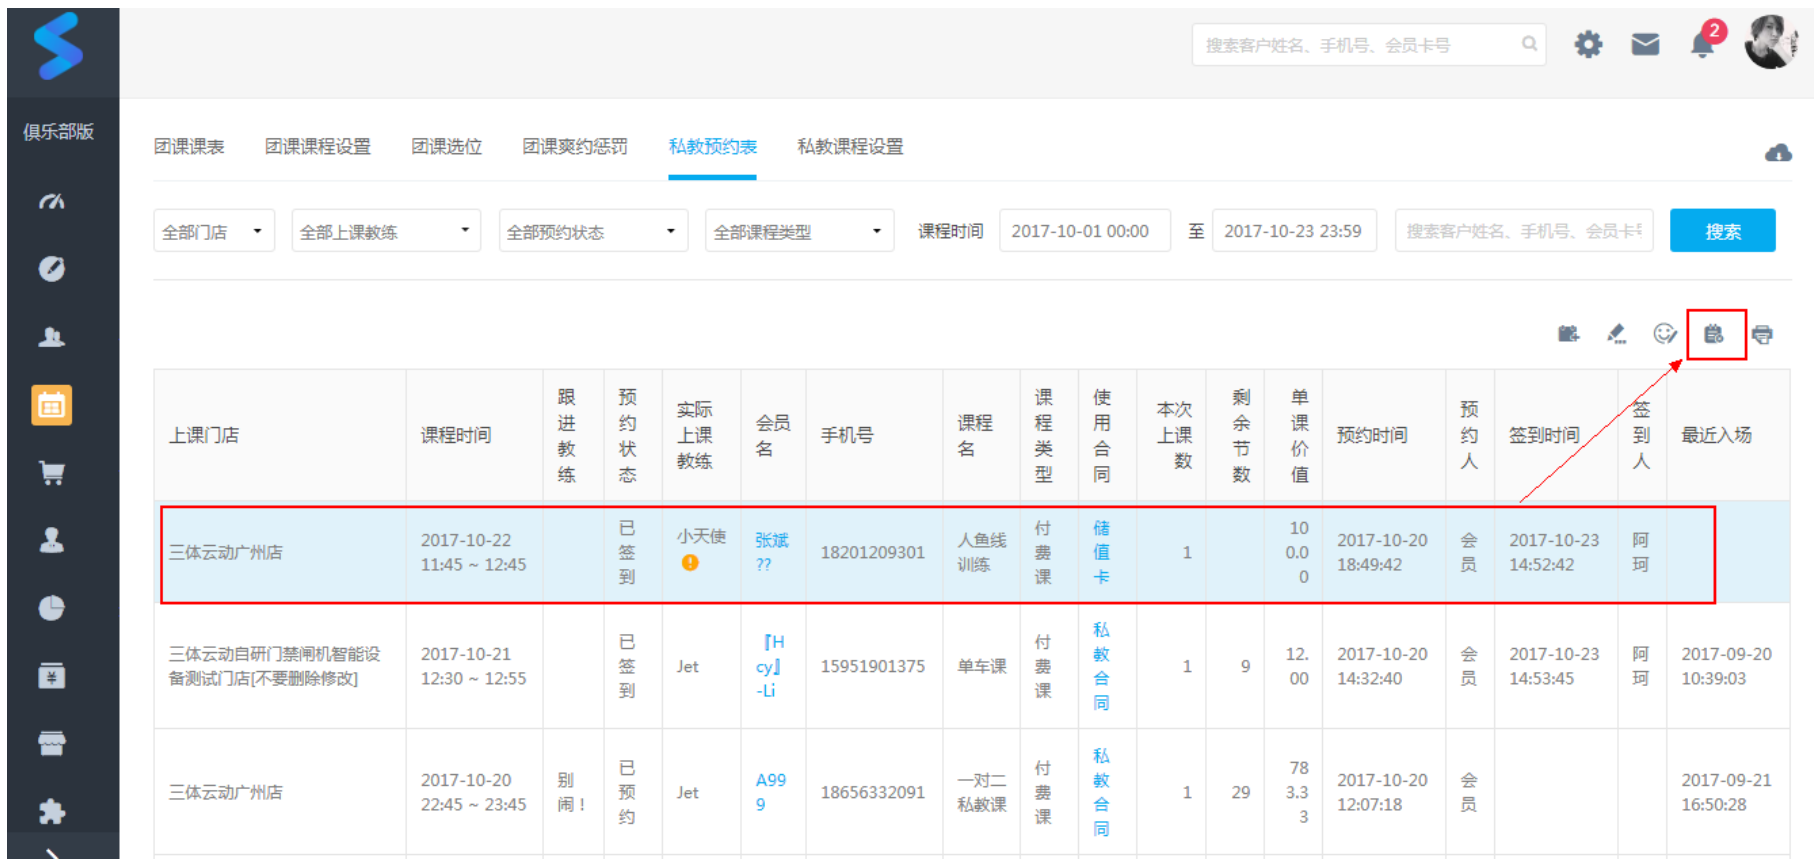 搜索客户姓名、手机号、会员卡号
2
俱乐部版
团课课表 团课课程设置 团课选位 团课爽约惩罚 私教预约表 私教课程设置
全部门店 全部上课教练 全部预约状态 全部课程类型 课程时间 2017-10-01 00:00 至 2017-10-23 23:59 搜索客户姓名、手机号、会员卡号 搜索
上课门店 课程时间 跟进教练 预约状态 实际上课教练 会员名 手机号 课程名 课程类型 使用合同 本次上课数 剩余节数 单课价值 预约时间 预约人 签到时间 签到人 最近入场
三体云动广州店 2017-10-22 11:45 ~ 12:45 已签到 小天使 张斌?? 18201209301 人鱼线训练 付费课 储值卡 1 100.00 2017-10-20 18:49:42 会员 2017-10-23 14:52:42 阿珂
三体云动自研门禁闸机智能设备测试门店[不要删除修改] 2017-10-21 12:30 ~ 12:55 已签到 Jet 『Hcy』-Li 15951901375 单车课 付费课 私教合同 1 9 12.00 2017-10-20 14:32:40 会员 2017-10-23 14:53:45 阿珂 2017-09-20 10:39:03
三体云动广州店 2017-10-20 22:45 ~ 23:45 别闹！ 已预约 Jet A999 18656332091 一对二私教课 付费课 私教合同 1 29 783.33 2017-10-20 12:07:18 会员 2017-09-21 16:50:28